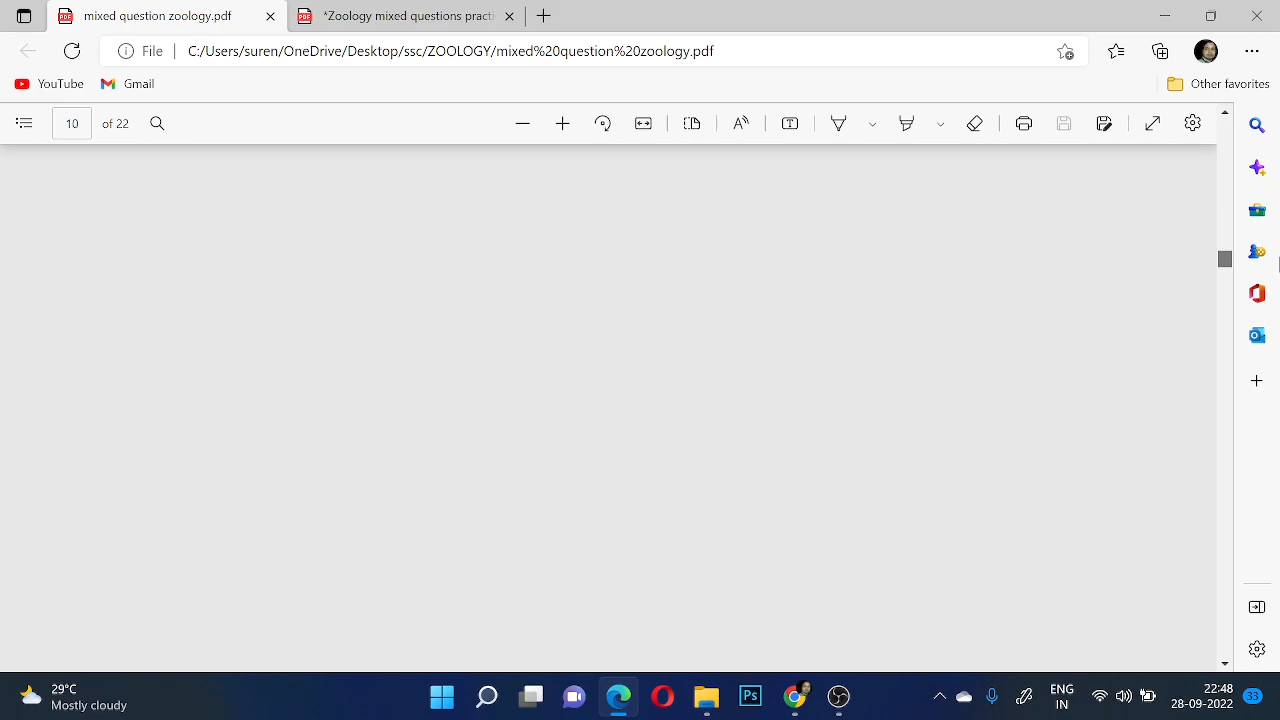 mixed question zoology.pdf
*Zoology mixed questions practi
File
C:/Users/suren/OneDrive/Desktop/ssc/ZOOLOGY/mixed%20question%20zoology.pdf
YouTube
Gmail
Other favorites
10 of 22
29°C
Mostly cloudy
Ps
ENG
IN
22:48
28-09-2022
33